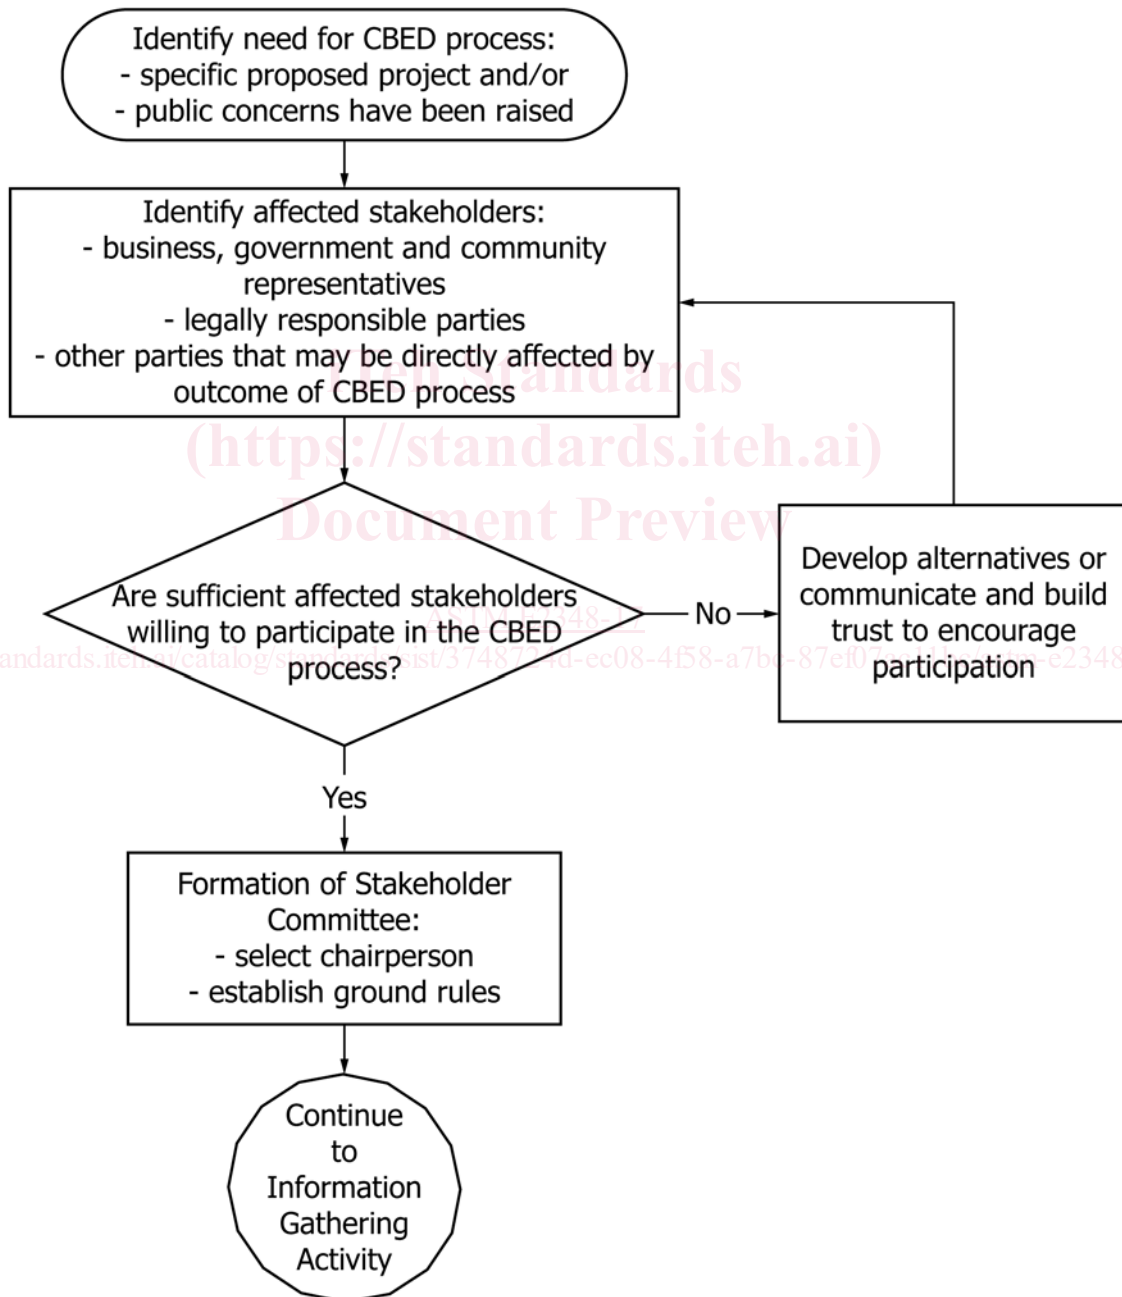 Identify need for CBED process:
- specific proposed project and/or
- public concerns have been raised
Identify affected stakeholders:
- business, government and community
representatives
- legally responsible parties
- other parties that may be directly affected by
outcome of CBED process
iTeh Standards
(https://standards.iteh.ai)
Document Preview
Are sufficient affected stakeholders
willing to participate in the CBED
process?
No
Develop alternatives or
communicate and build
trust to encourage
participation
ASTM E2348-17
Yes
Formation of Stakeholder
Committee:
- select chairperson
- establish ground rules
Continue
to
Information
Gathering
Activity